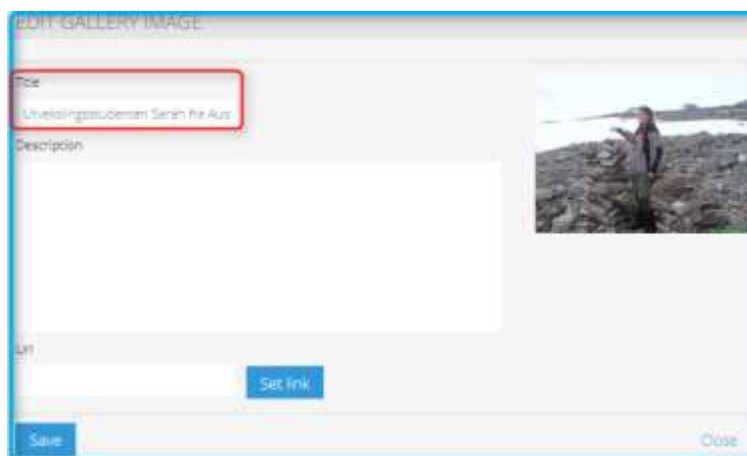 EDIT GALLERY IMAGE
Title
Utvekslingsstudenten Sarah fra Aus
Description
Url
Set link
Save
Close